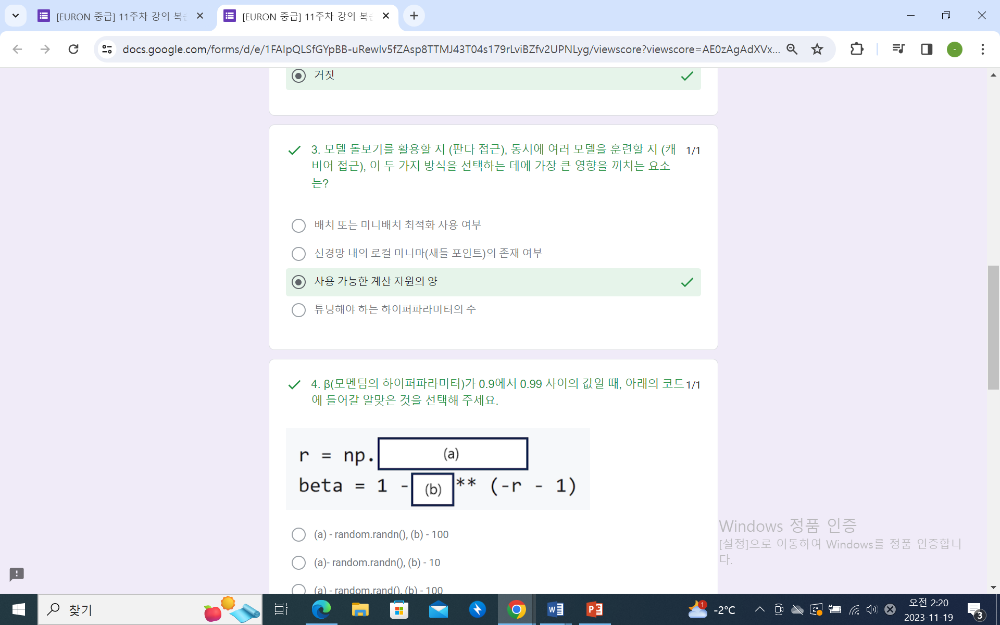 [EURON 중급] 11주차 강의 복습
[EURON 중급] 11주차 강의 복습
docs.google.com/forms/d/e/1FAIpQLSfGYpBB-uRewlv5fZAsp8TTMJ43T04s179rLviBZfv2UPNLyg/viewscore?viewscore=AE0zAgAdXVx...
거짓
3. 모델 돌보기를 활용할 지 (판다 접근), 동시에 여러 모델을 훈련할 지 (캐
1/1
비어 접근), 이 두 가지 방식을 선택하는 데에 가장 큰 영향을 끼치는 요소
는?
배치 또는 미니배치 최적화 사용 여부
신경망 내의 로컬 미니마(새들 포인트)의 존재 여부
사용 가능한 계산 자원의 양
튜닝해야 하는 하이퍼파라미터의 수
4. β(모멘텀의 하이퍼파라미터)가 0.9에서 0.99 사이의 값일 때, 아래의 코드
1/1
에 들어갈 알맞은 것을 선택해 주세요.
r = np. (a)
beta = 1 - (b) ** (-r - 1)
(a) - random.randn(), (b) - 100
(a)- random.randn(), (b) - 10
(a) - random.rand(), (b) - 100
Windows 정품 인증
[설정]으로 이동하여 Windows를 정품 인증합니
다.
찾기
1
-2°C
오전 2:20
2023-11-19
3